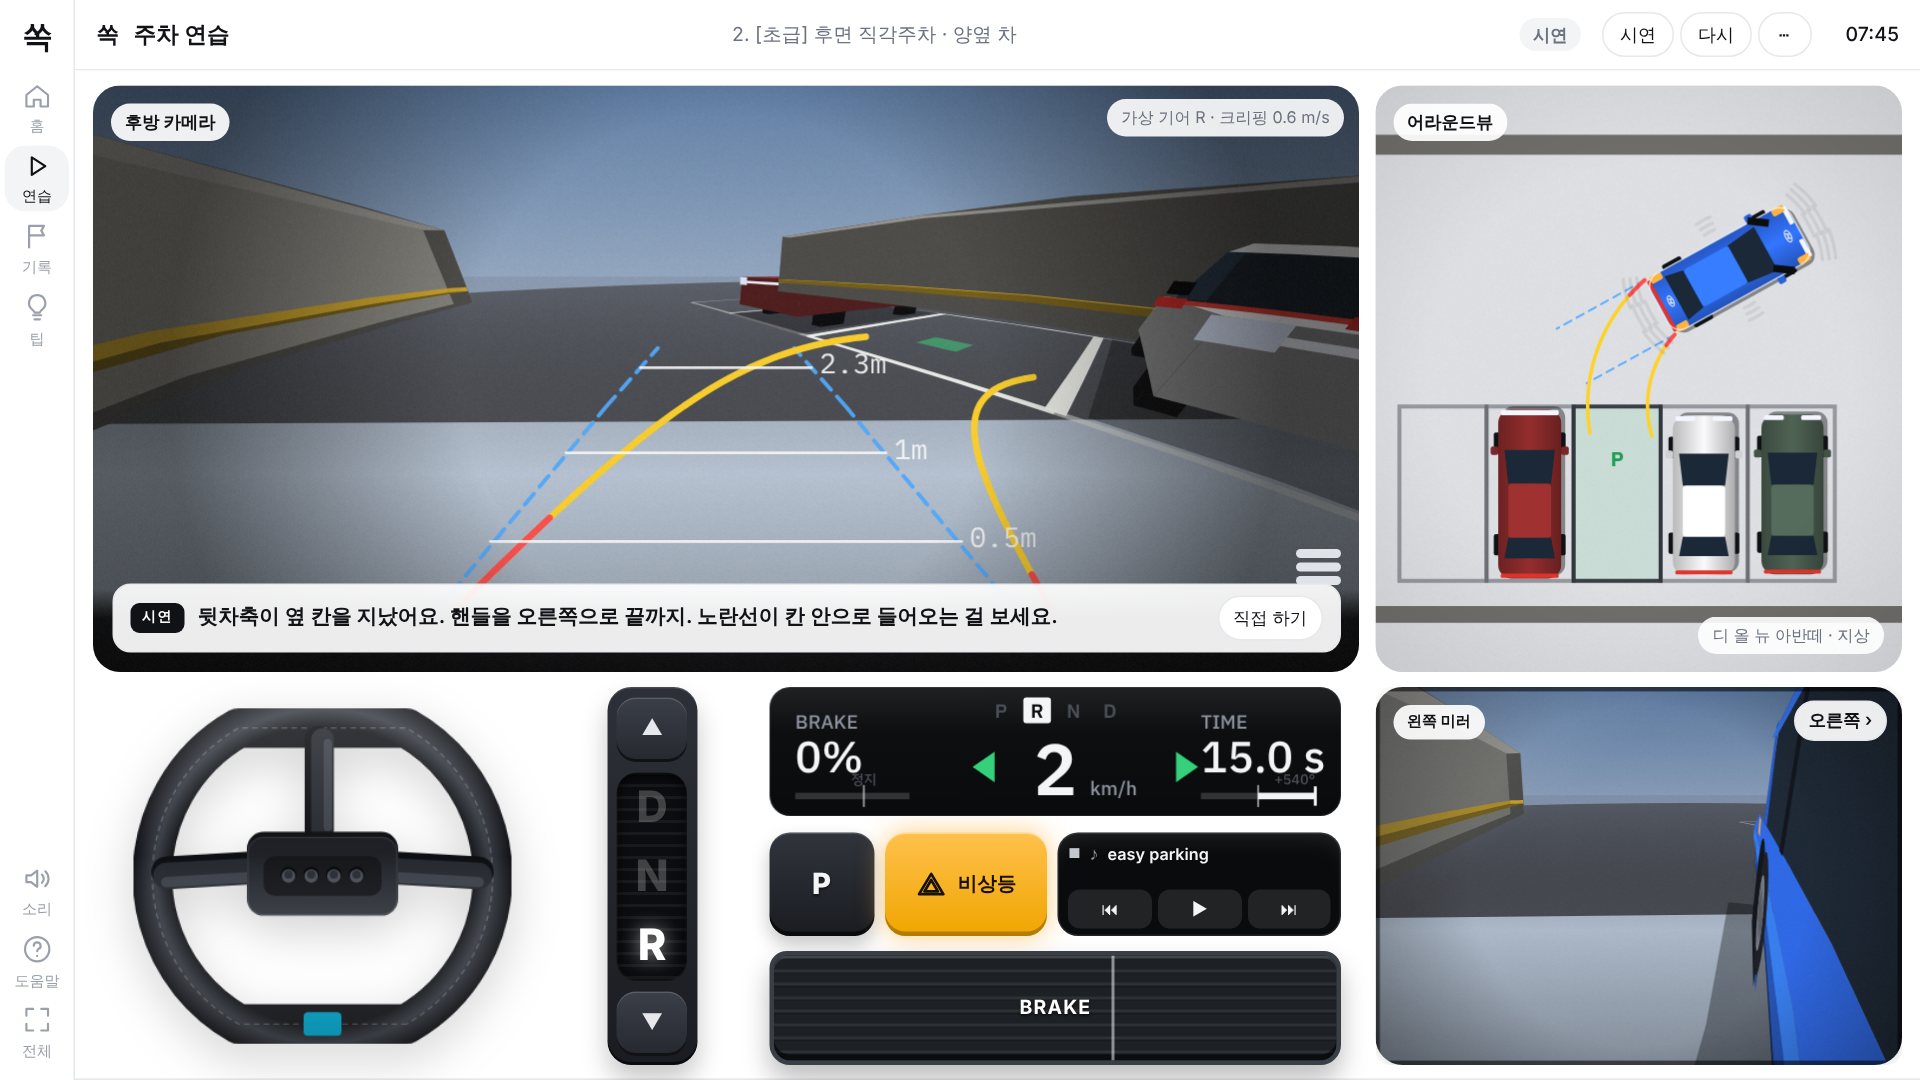 쏙
쏙 주차 연습
2. [초급] 후면 직각주차 · 양옆 차
시연
시연
다시
···
07:45
홈
연습
기록
팁
소리
도움말
전체
후방 카메라
가상 기어 R · 크리핑 0.6 m/s
2.3m
1m
0.5m
시연 뒷차축이 옆 칸을 지났어요. 핸들을 오른쪽으로 끝까지. 노란선이 칸 안으로 들어오는 걸 보세요.
직접 하기
어라운드뷰
P
디 올 뉴 아반떼 · 지상
D
N
R
P R N D
BRAKE
0%
정지
2 km/h
TIME
15.0 s
+540°
P
비상등
♪ easy parking
BRAKE
왼쪽 미러
오른쪽 ›